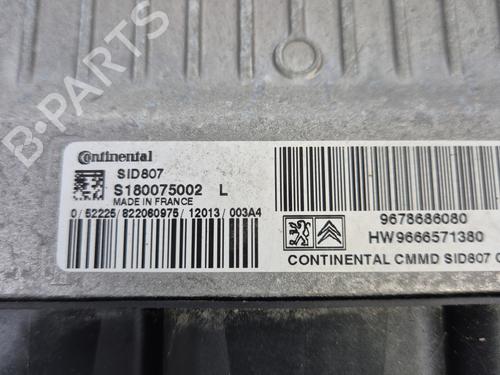 B-PARTS
Continental
SID807
S180075002 L
MADE IN FRANCE
0/52225/822060975/12013/003A4
9678686080
HW9666571380
CONTINENTAL CMMD SID807